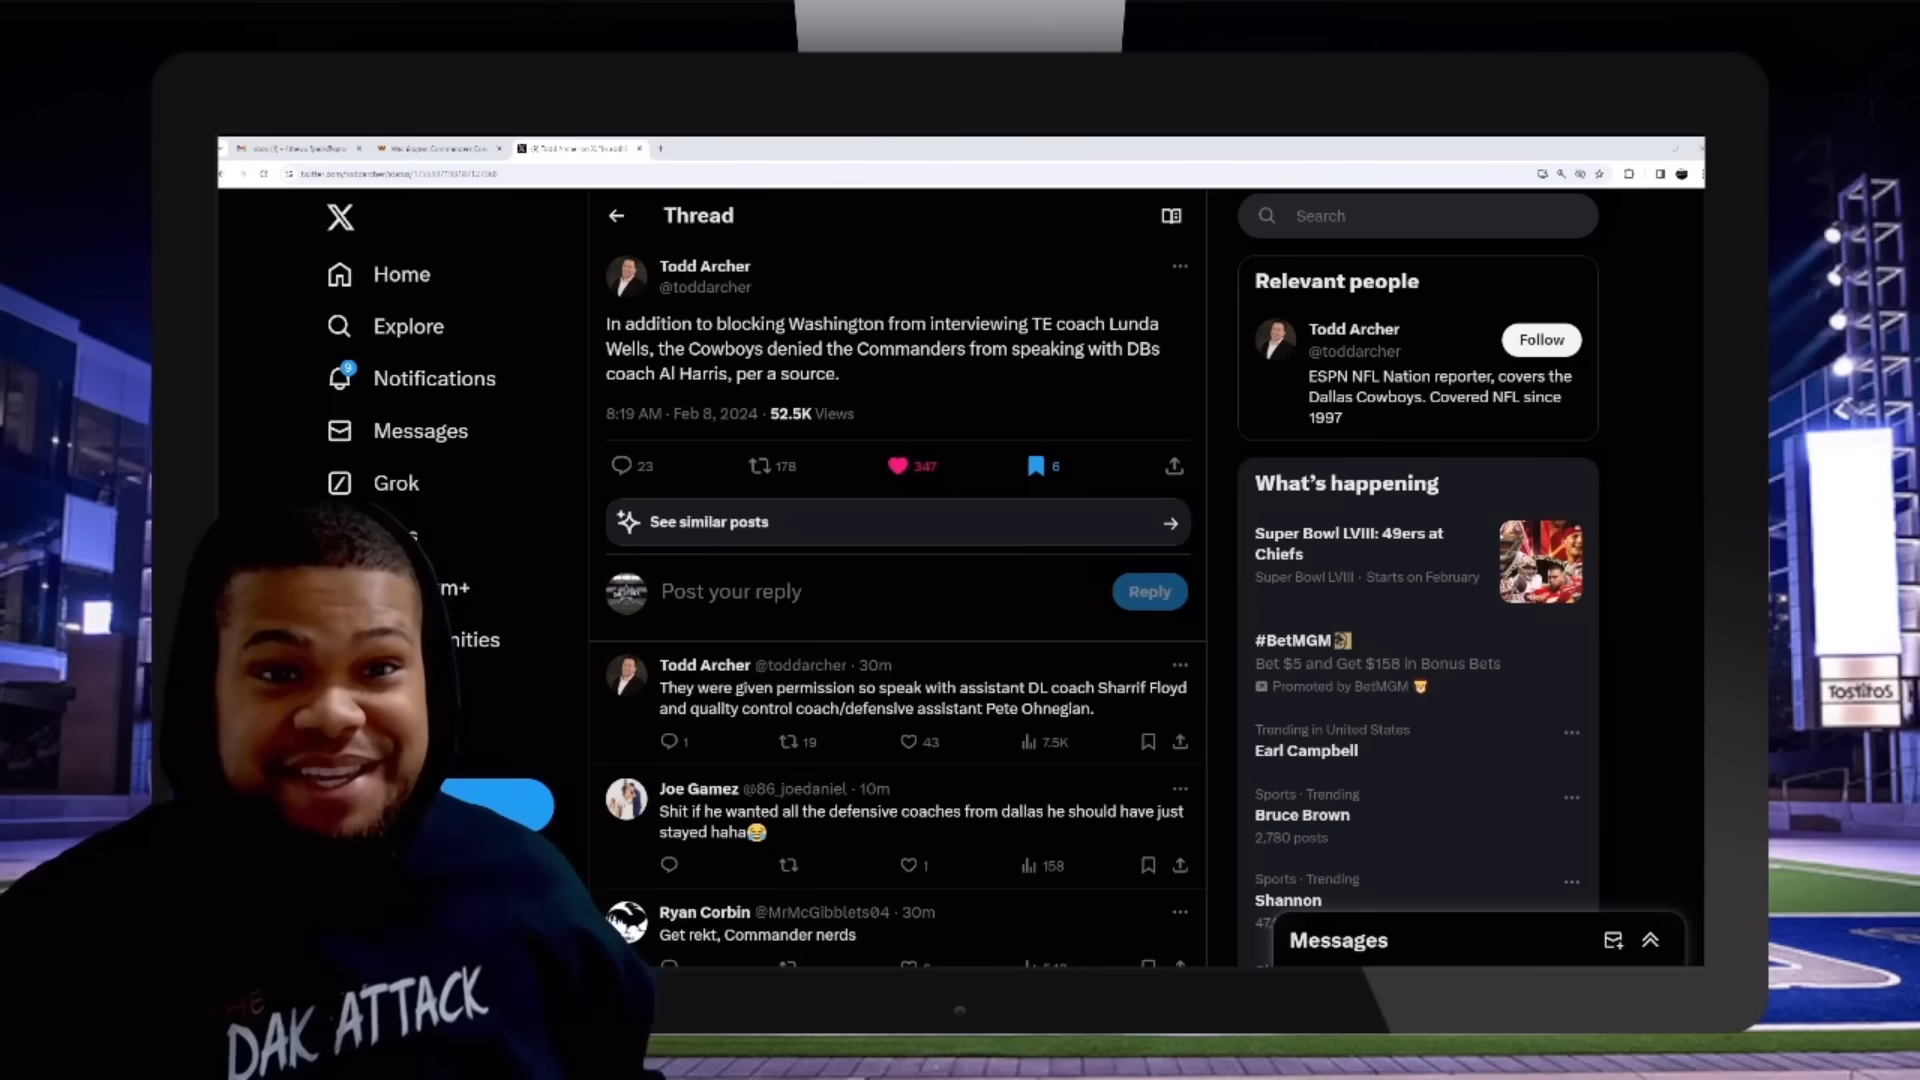 Thread
Search
Todd Archer
@toddarcher
In addition to blocking Washington from interviewing TE coach Lunda
Wells, the Cowboys denied the Commanders from speaking with DBs
coach Al Harris, per a source.
8:19 AM · Feb 8, 2024 · 52.5K Views
23
178
347
6
See similar posts
Post your reply
Reply
Todd Archer @toddarcher · 30m
They were given permission so speak with assistant DL coach Sharrif Floyd
and quality control coach/defensive assistant Pete Ohnegian.
1
19
43
7.5K
Joe Gamez @86_joedaniel · 10m
Shit if he wanted all the defensive coaches from dallas he should have just
stayed haha😂
1
158
Ryan Corbin @MrMcGibblets04 · 30m
Get rekt, Commander nerds
Home
Explore
9
Notifications
Messages
Grok
s
m+
nities
Relevant people
Todd Archer
@toddarcher
Follow
ESPN NFL Nation reporter, covers the
Dallas Cowboys. Covered NFL since
1997
What's happening
Super Bowl LVIII: 49ers at
Chiefs
Super Bowl LVIII · Starts on February
#BetMGM
Bet $5 and Get $158 in Bonus Bets
Promoted by BetMGM
Trending in United States
Earl Campbell
Sports · Trending
Bruce Brown
2,780 posts
Sports · Trending
Shannon
Messages
TOSTITOS
DAK ATTACK